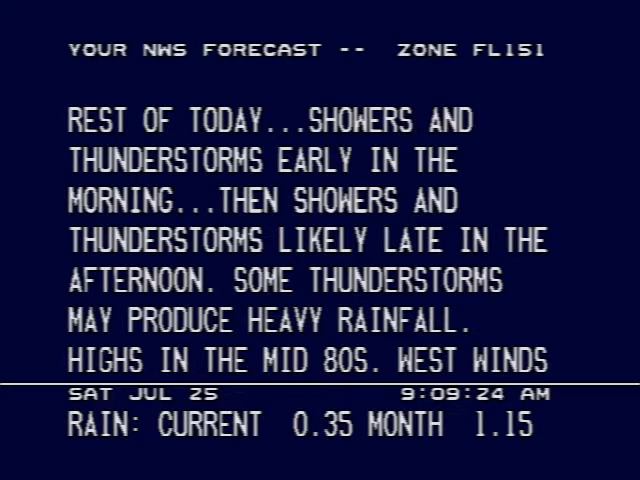 YOUR NWS FORECAST -- ZONE FL151
REST OF TODAY...SHOWERS AND
THUNDERSTORMS EARLY IN THE
MORNING...THEN SHOWERS AND
THUNDERSTORMS LIKELY LATE IN THE
AFTERNOON. SOME THUNDERSTORMS
MAY PRODUCE HEAVY RAINFALL.
HIGHS IN THE MID 80S. WEST WINDS
SAT JUL 25 9:09:24 AM
RAIN: CURRENT 0.35 MONTH 1.15